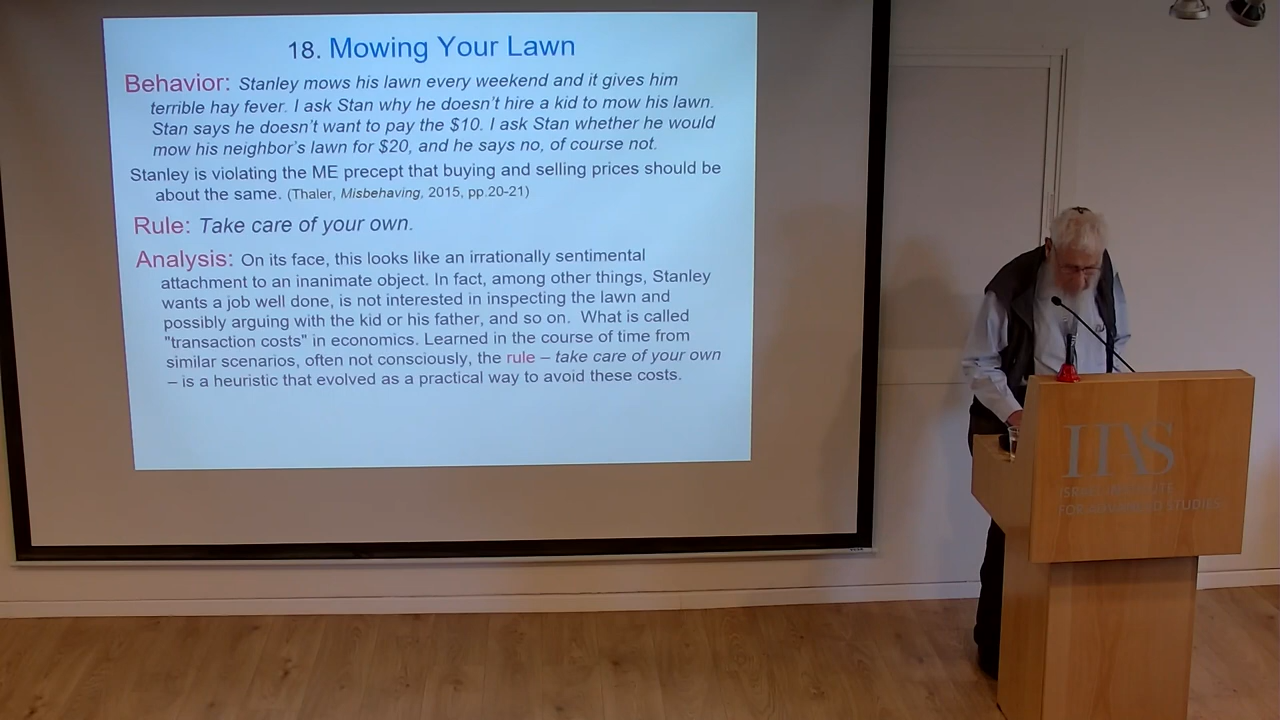 18. Mowing Your Lawn
Behavior: Stanley mows his lawn every weekend and it gives him
terrible hay fever. I ask Stan why he doesn't hire a kid to mow his lawn.
Stan says he doesn't want to pay the $10. I ask Stan whether he would
mow his neighbor's lawn for $20, and he says no, of course not.
Stanley is violating the ME precept that buying and selling prices should be
about the same. (Thaler, Misbehaving, 2015, pp.20-21)
Rule: Take care of your own.
Analysis: On its face, this looks like an irrationally sentimental
attachment to an inanimate object. In fact, among other things, Stanley
wants a job well done, is not interested in inspecting the lawn and
possibly arguing with the kid or his father, and so on. What is called
"transaction costs" in economics. Learned in the course of time from
similar scenarios, often not consciously, the rule – take care of your own
– is a heuristic that evolved as a practical way to avoid these costs.
IIAS
ISRAEL INSTITUTE
FOR ADVANCED STUDIES